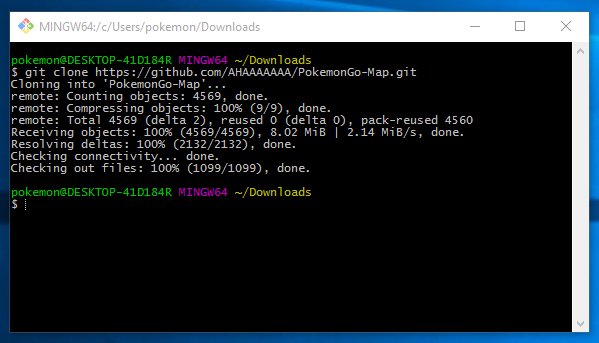 MINGW64:/c/Users/pokemon/Downloads
pokemon@DESKTOP-41D184R MINGW64 ~/Downloads
$ git clone https://github.com/AHAAAAAAA/PokemonGo-Map.git
Cloning into 'PokemonGo-Map'...
remote: Counting objects: 4569, done.
remote: Compressing objects: 100% (9/9), done.
remote: Total 4569 (delta 2), reused 0 (delta 0), pack-reused 4560
Receiving objects: 100% (4569/4569), 8.02 MiB | 2.14 MiB/s, done.
Resolving deltas: 100% (2132/2132), done.
Checking connectivity... done.
Checking out files: 100% (1099/1099), done.
pokemon@DESKTOP-41D184R MINGW64 ~/Downloads
$